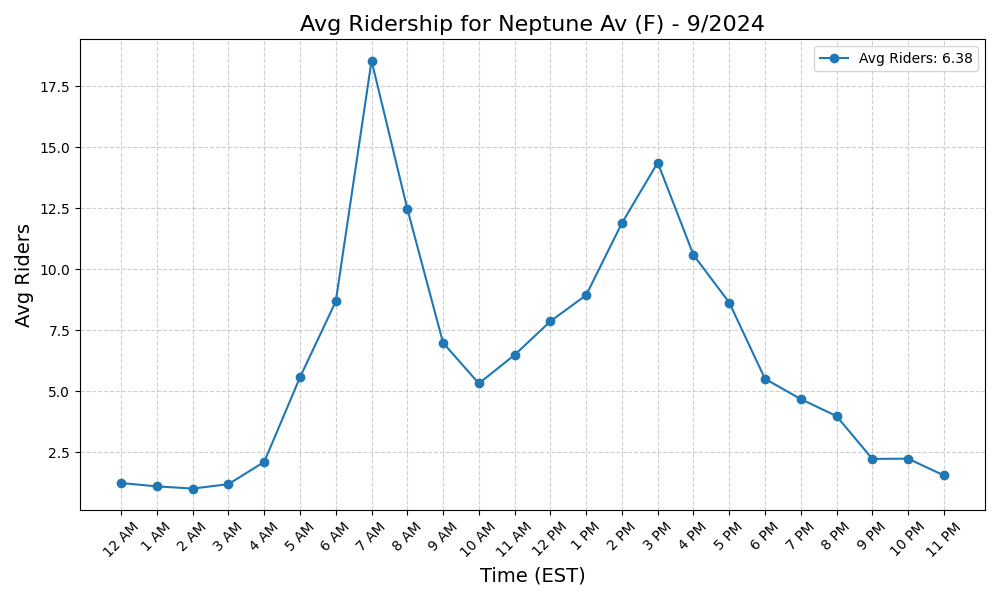 Avg Ridership for Neptune Av (F) - 9/2024
Avg Riders: 6.38
Avg Riders
17.5
15.0
12.5
10.0
7.5
5.0
2.5
12 AM
1 AM
2 AM
3 AM
4 AM
5 AM
6 AM
7 AM
8 AM
9 AM
10 AM
11 AM
12 PM
1 PM
2 PM
3 PM
4 PM
5 PM
6 PM
7 PM
8 PM
9 PM
10 PM
11 PM
Time (EST)